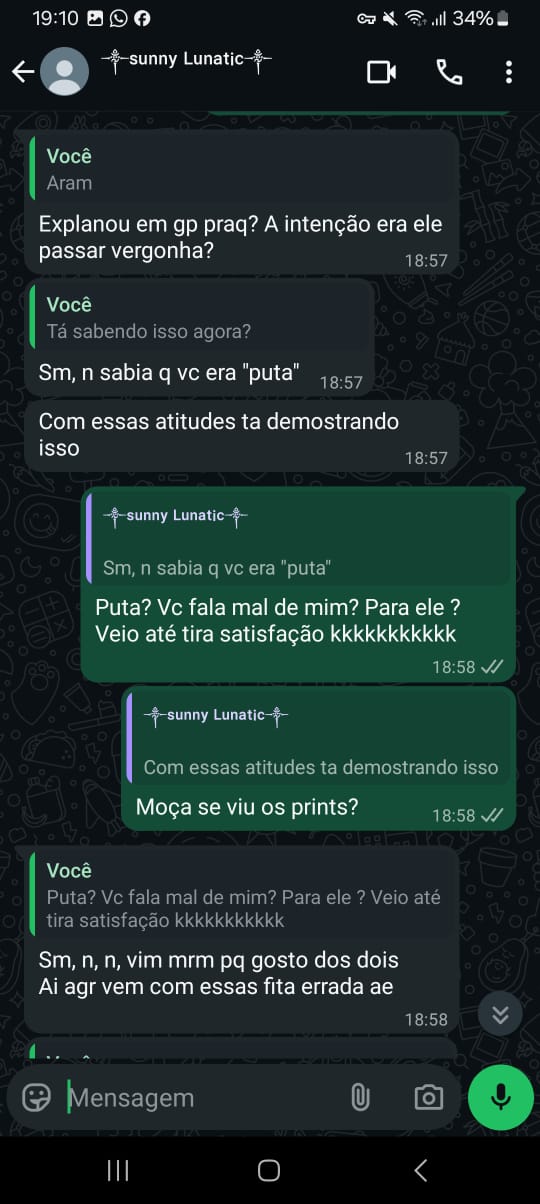 19:10
34%
sunny Lunatic
Você
Aram
Explanou em gp praq? A intenção era ele
passar vergonha?
18:57
Você
Tá sabendo isso agora?
Sm, n sabia q vc era "puta"
18:57
Com essas atitudes ta demostrando
isso
18:57
sunny Lunatic
Sm, n sabia q vc era "puta"
Puta? Vc fala mal de mim? Para ele ?
Veio até tira satisfação kkkkkkkkkkk
18:58
sunny Lunatic
Com essas atitudes ta demostrando isso
Moça se viu os prints?
18:58
Você
Puta? Vc fala mal de mim? Para ele ? Veio até
tira satisfação kkkkkkkkkkk
Sm, n, n, vim mrm pq gosto dos dois
Ai agr vem com essas fita errada ae
18:58
Mensagem